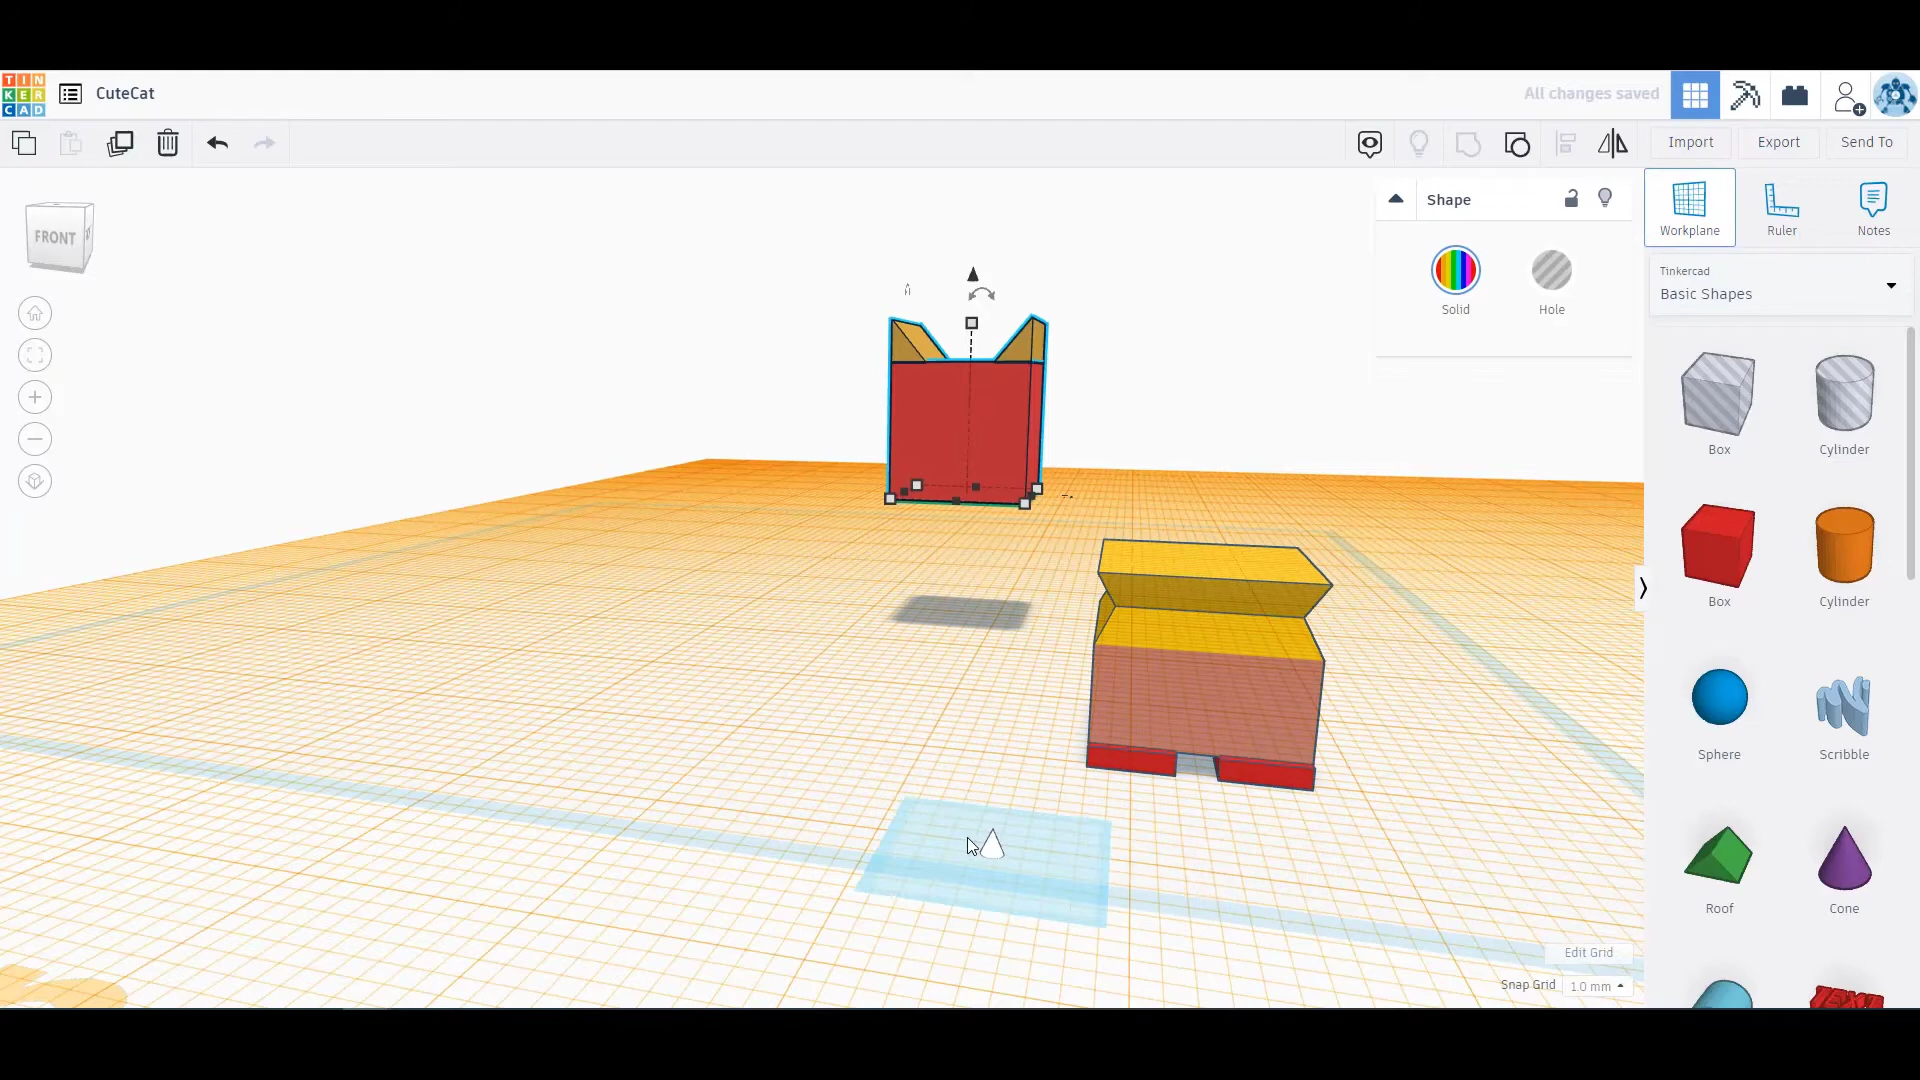 TIN
KER
CAD
CuteCat
All changes saved
Import
Export
Send To
FRONT
Shape
Solid
Hole
Workplane
Ruler
Notes
Tinkercad
Basic Shapes
Box
Cylinder
Box
Cylinder
Sphere
Scribble
Roof
Cone
TEXT
Edit Grid
Snap Grid
1.0 mm